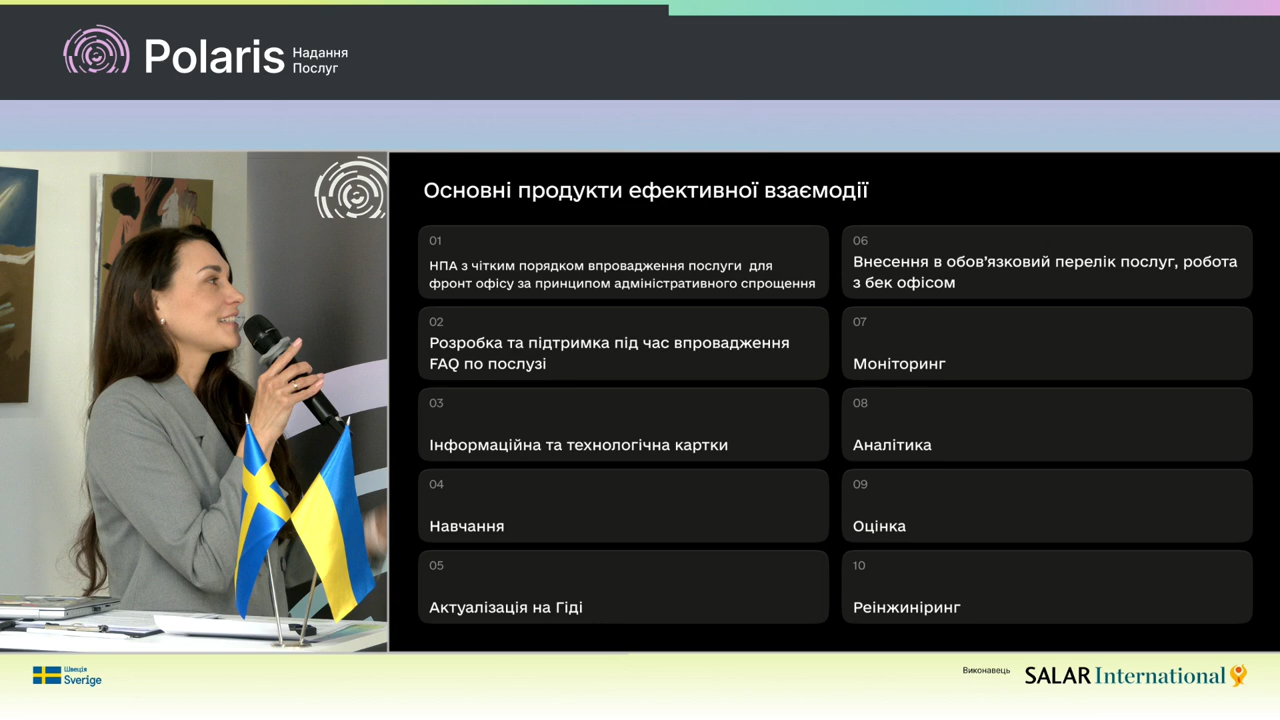 Polaris
Надання
Послуг
Основні продукти ефективної взаємодії
01
НПА з чітким порядком впровадження послуги для
фронт офісу за принципом адміністративного спрощення
02
Розробка та підтримка під час впровадження
FAQ по послузі
03
Інформаційна та технологічна картки
04
Навчання
05
Актуалізація на Гіді
06
Внесення в обов’язковий перелік послуг, робота
з бек офісом
07
Моніторинг
08
Аналітика
09
Оцінка
10
Реінжиніринг
Швеція
Sverige
Виконавець
SALAR International